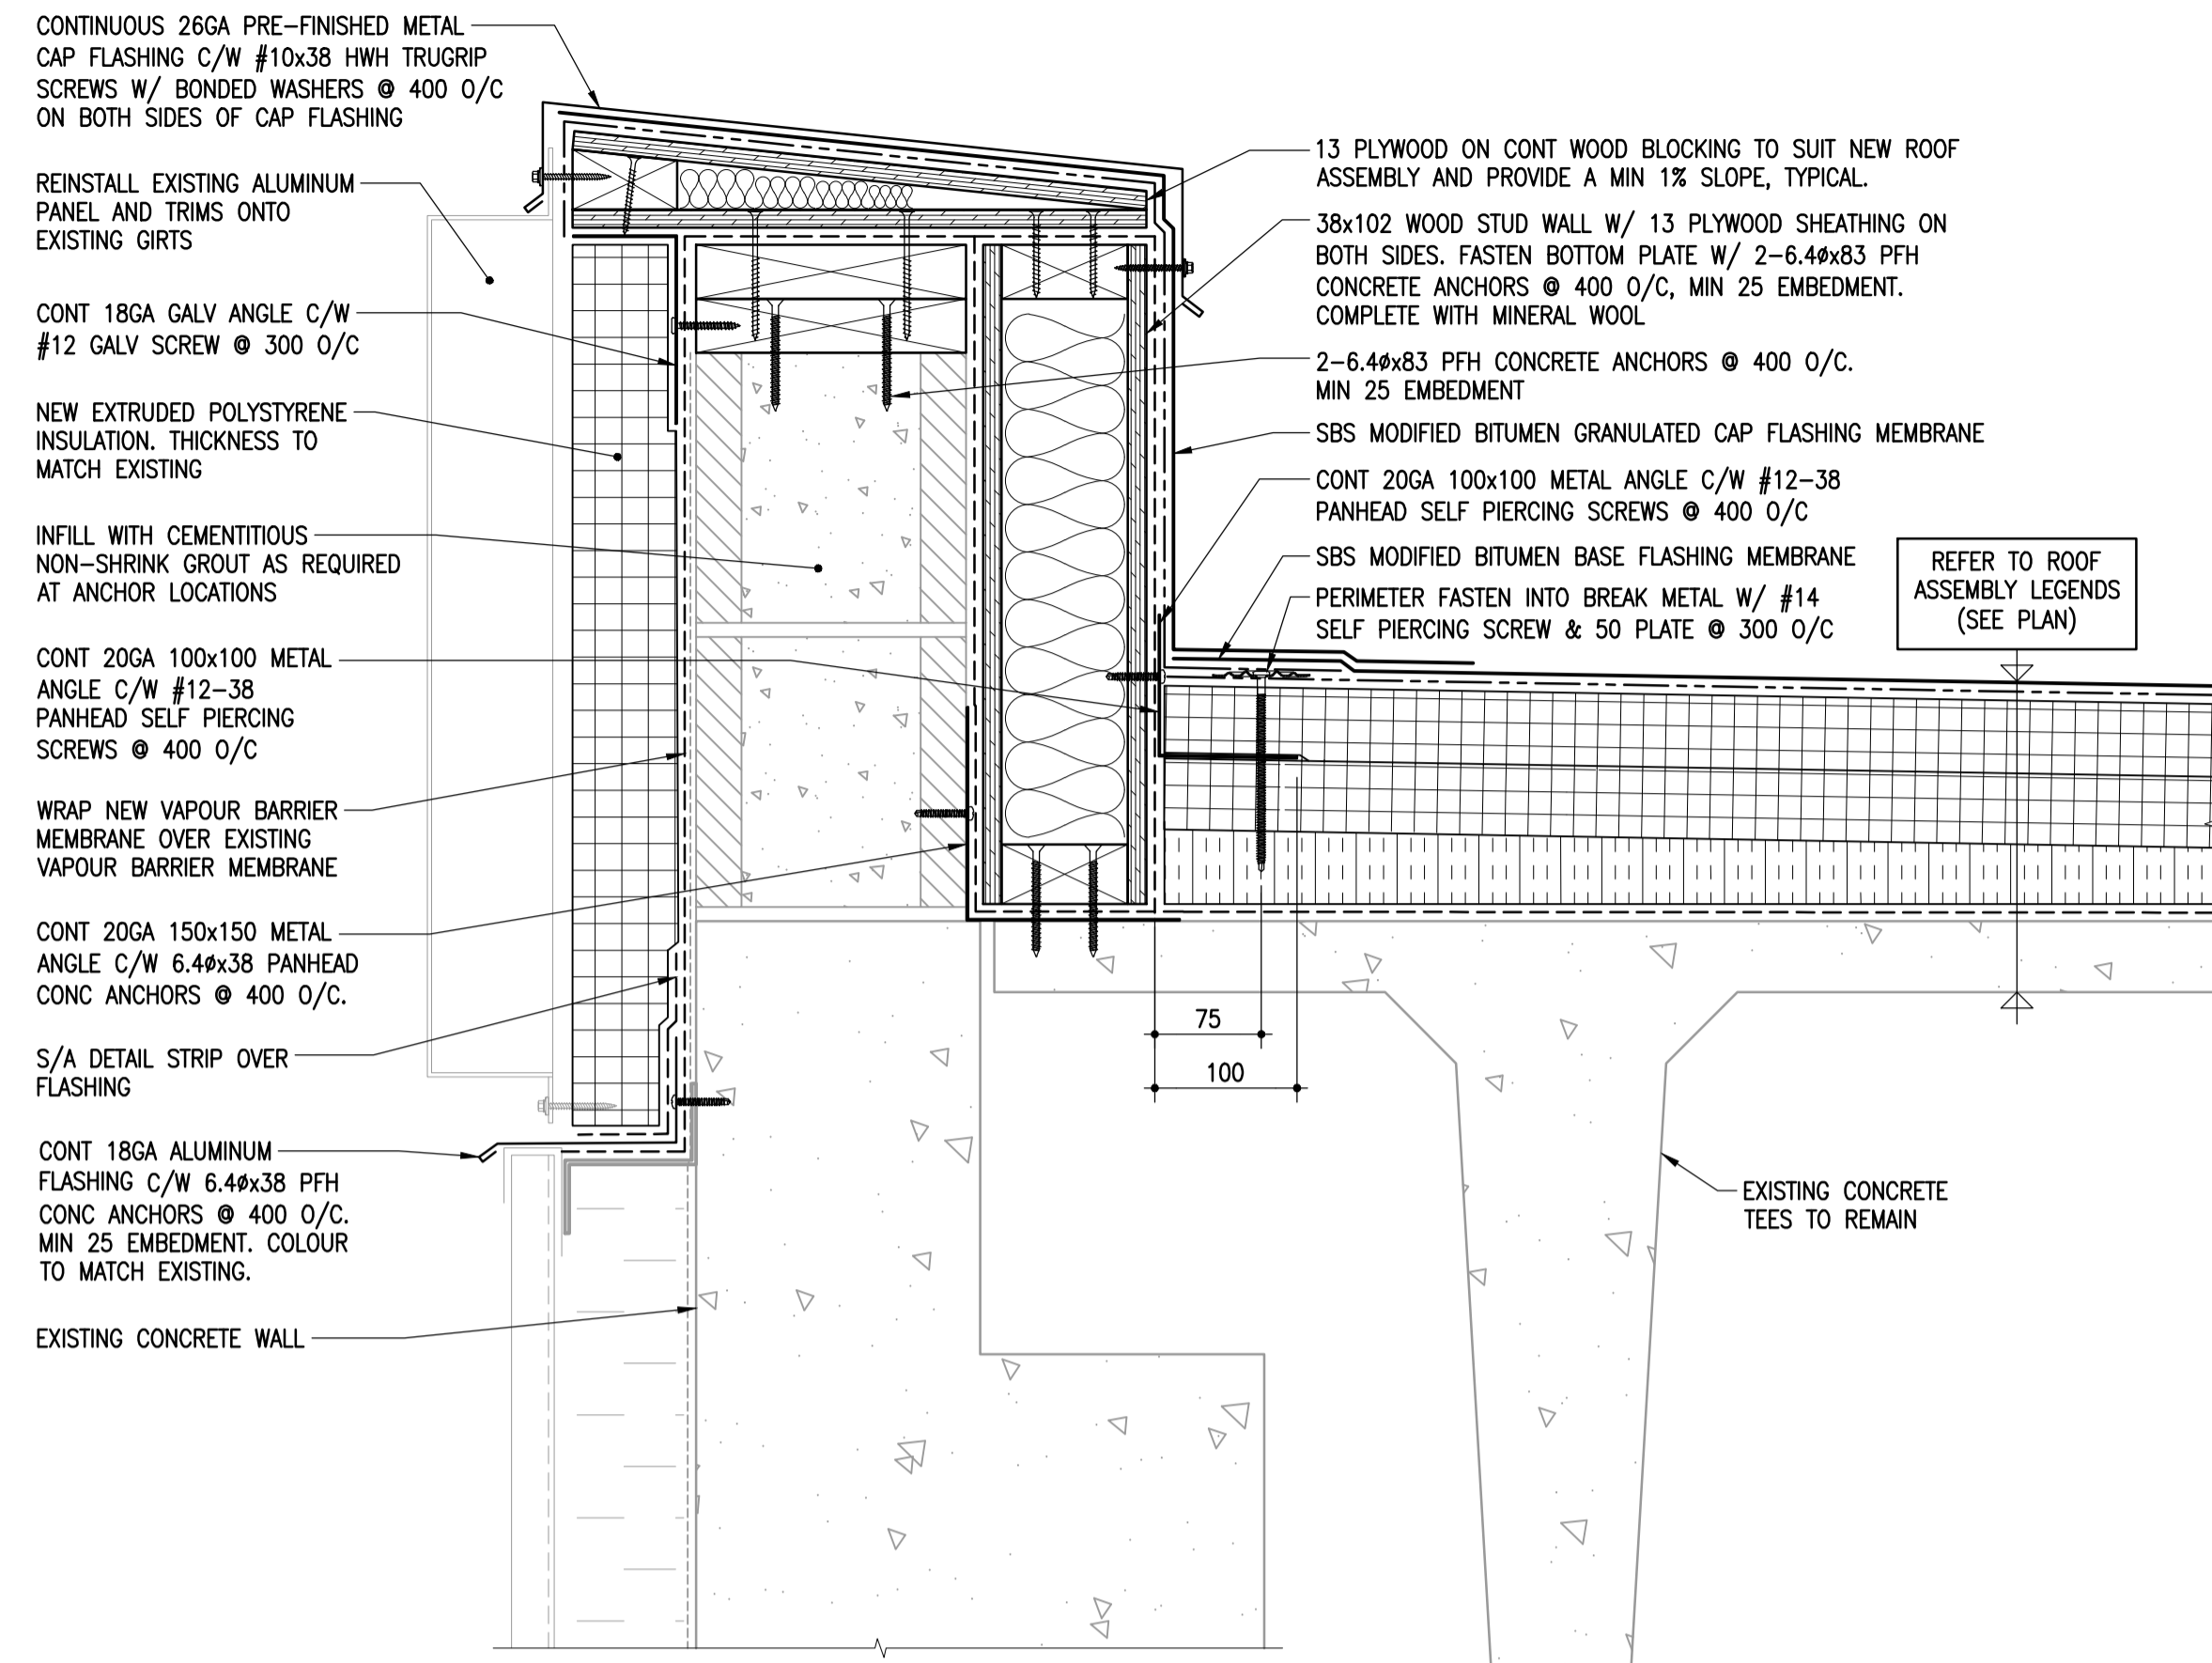 CONTINUOUS 26GA PRE-FINISHED METAL
CAP FLASHING C/W #10x38 HWH TRUGRIP
SCREWS W/ BONDED WASHERS @ 400 O/C
ON BOTH SIDES OF CAP FLASHING
REINSTALL EXISTING ALUMINUM
PANEL AND TRIMS ONTO
EXISTING GIRTS
CONT 18GA GALV ANGLE C/W
#12 GALV SCREW @ 300 O/C
NEW EXTRUDED POLYSTYRENE
INSULATION. THICKNESS TO
MATCH EXISTING
INFILL WITH CEMENTITIOUS
NON-SHRINK GROUT AS REQUIRED
AT ANCHOR LOCATIONS
CONT 20GA 100x100 METAL
ANGLE C/W #12-38
PANHEAD SELF PIERCING
SCREWS @ 400 O/C
WRAP NEW VAPOUR BARRIER
MEMBRANE OVER EXISTING
VAPOUR BARRIER MEMBRANE
CONT 20GA 150x150 METAL
ANGLE C/W 6.4øx38 PANHEAD
CONC ANCHORS @ 400 O/C.
S/A DETAIL STRIP OVER
FLASHING
CONT 18GA ALUMINUM
FLASHING C/W 6.4øx38 PFH
CONC ANCHORS @ 400 O/C.
MIN 25 EMBEDMENT. COLOUR
TO MATCH EXISTING.
EXISTING CONCRETE WALL
13 PLYWOOD ON CONT WOOD BLOCKING TO SUIT NEW ROOF
ASSEMBLY AND PROVIDE A MIN 1% SLOPE, TYPICAL.
38x102 WOOD STUD WALL W/ 13 PLYWOOD SHEATHING ON
BOTH SIDES. FASTEN BOTTOM PLATE W/ 2-6.4øx83 PFH
CONCRETE ANCHORS @ 400 O/C, MIN 25 EMBEDMENT.
COMPLETE WITH MINERAL WOOL
2-6.4øx83 PFH CONCRETE ANCHORS @ 400 O/C.
MIN 25 EMBEDMENT
SBS MODIFIED BITUMEN GRANULATED CAP FLASHING MEMBRANE
CONT 20GA 100x100 METAL ANGLE C/W #12-38
PANHEAD SELF PIERCING SCREWS @ 400 O/C
SBS MODIFIED BITUMEN BASE FLASHING MEMBRANE
PERIMETER FASTEN INTO BREAK METAL W/ #14
SELF PIERCING SCREW & 50 PLATE @ 300 O/C
REFER TO ROOF
ASSEMBLY LEGENDS
(SEE PLAN)
75
100
EXISTING CONCRETE
TEES TO REMAIN